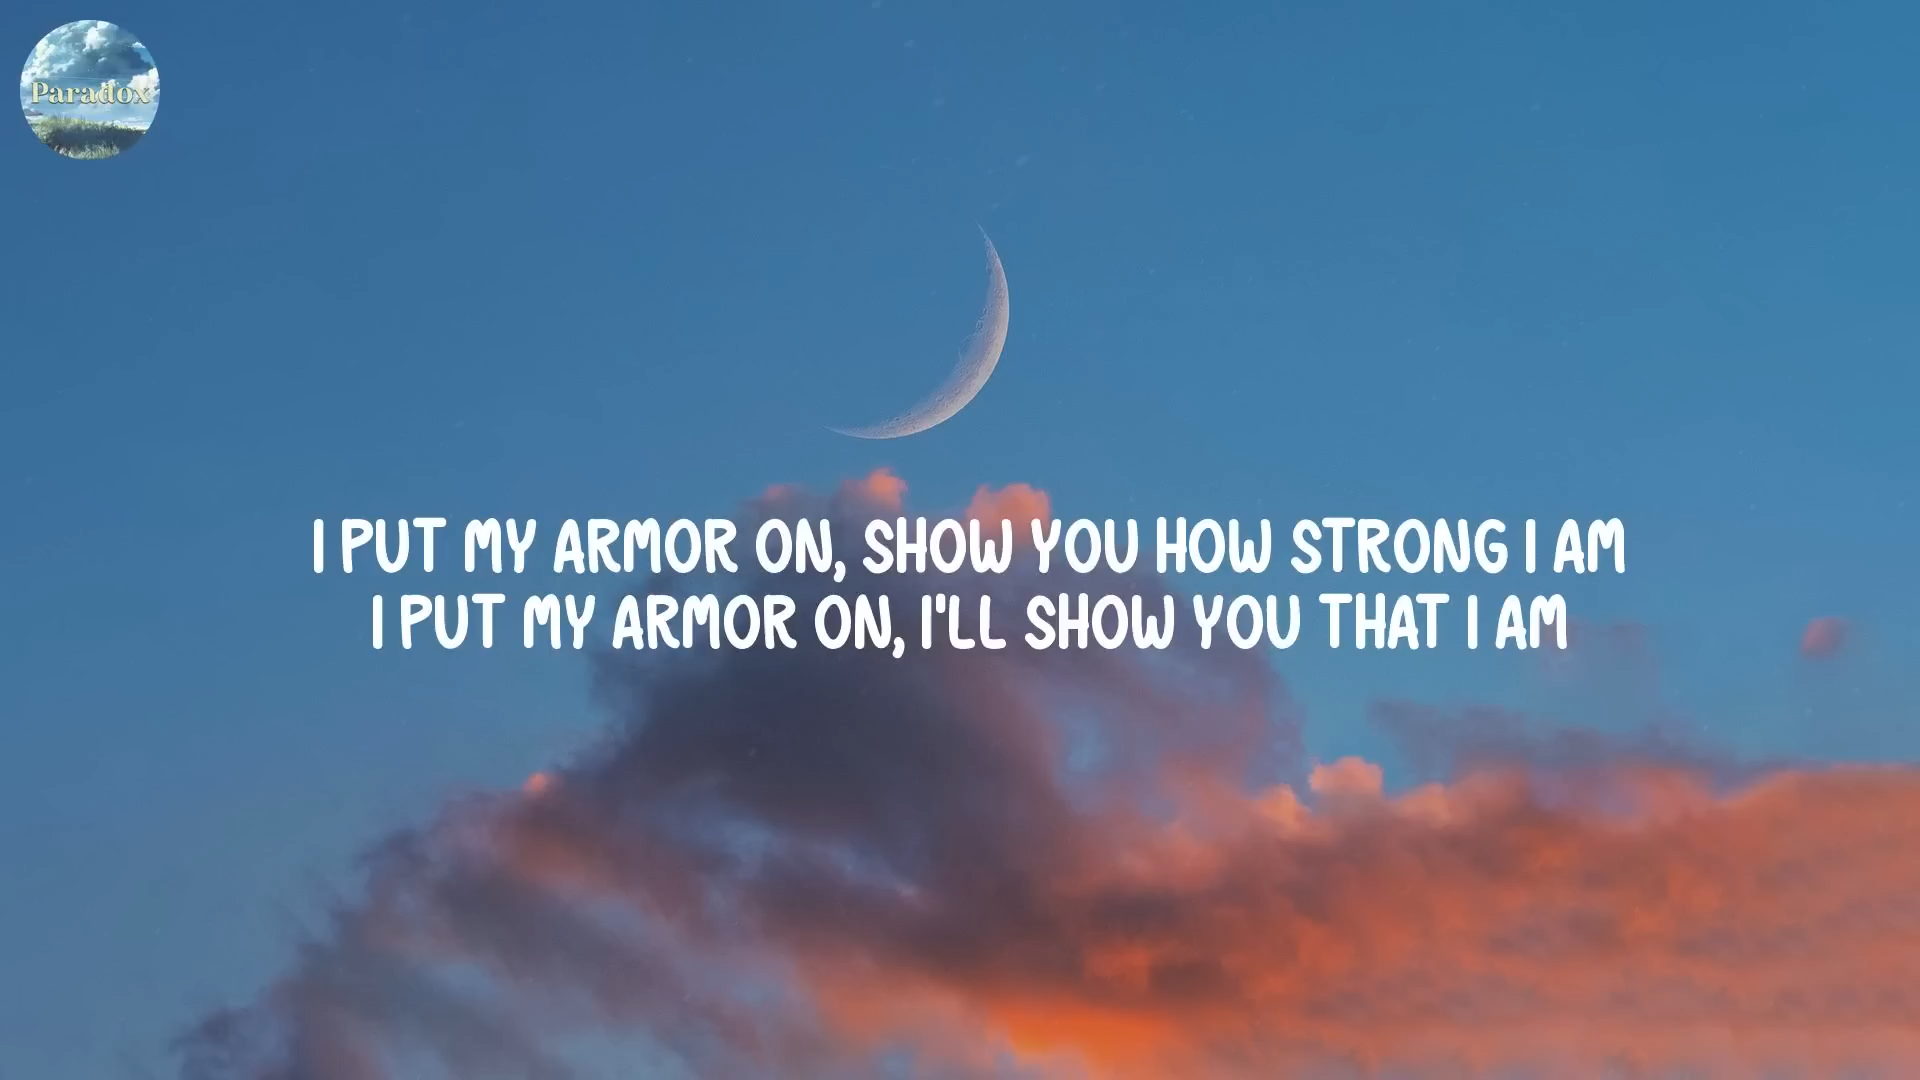 Paradox
I PUT MY ARMOR ON, SHOW YOU HOW STRONG I AM
I PUT MY ARMOR ON, I'LL SHOW YOU THAT I AM